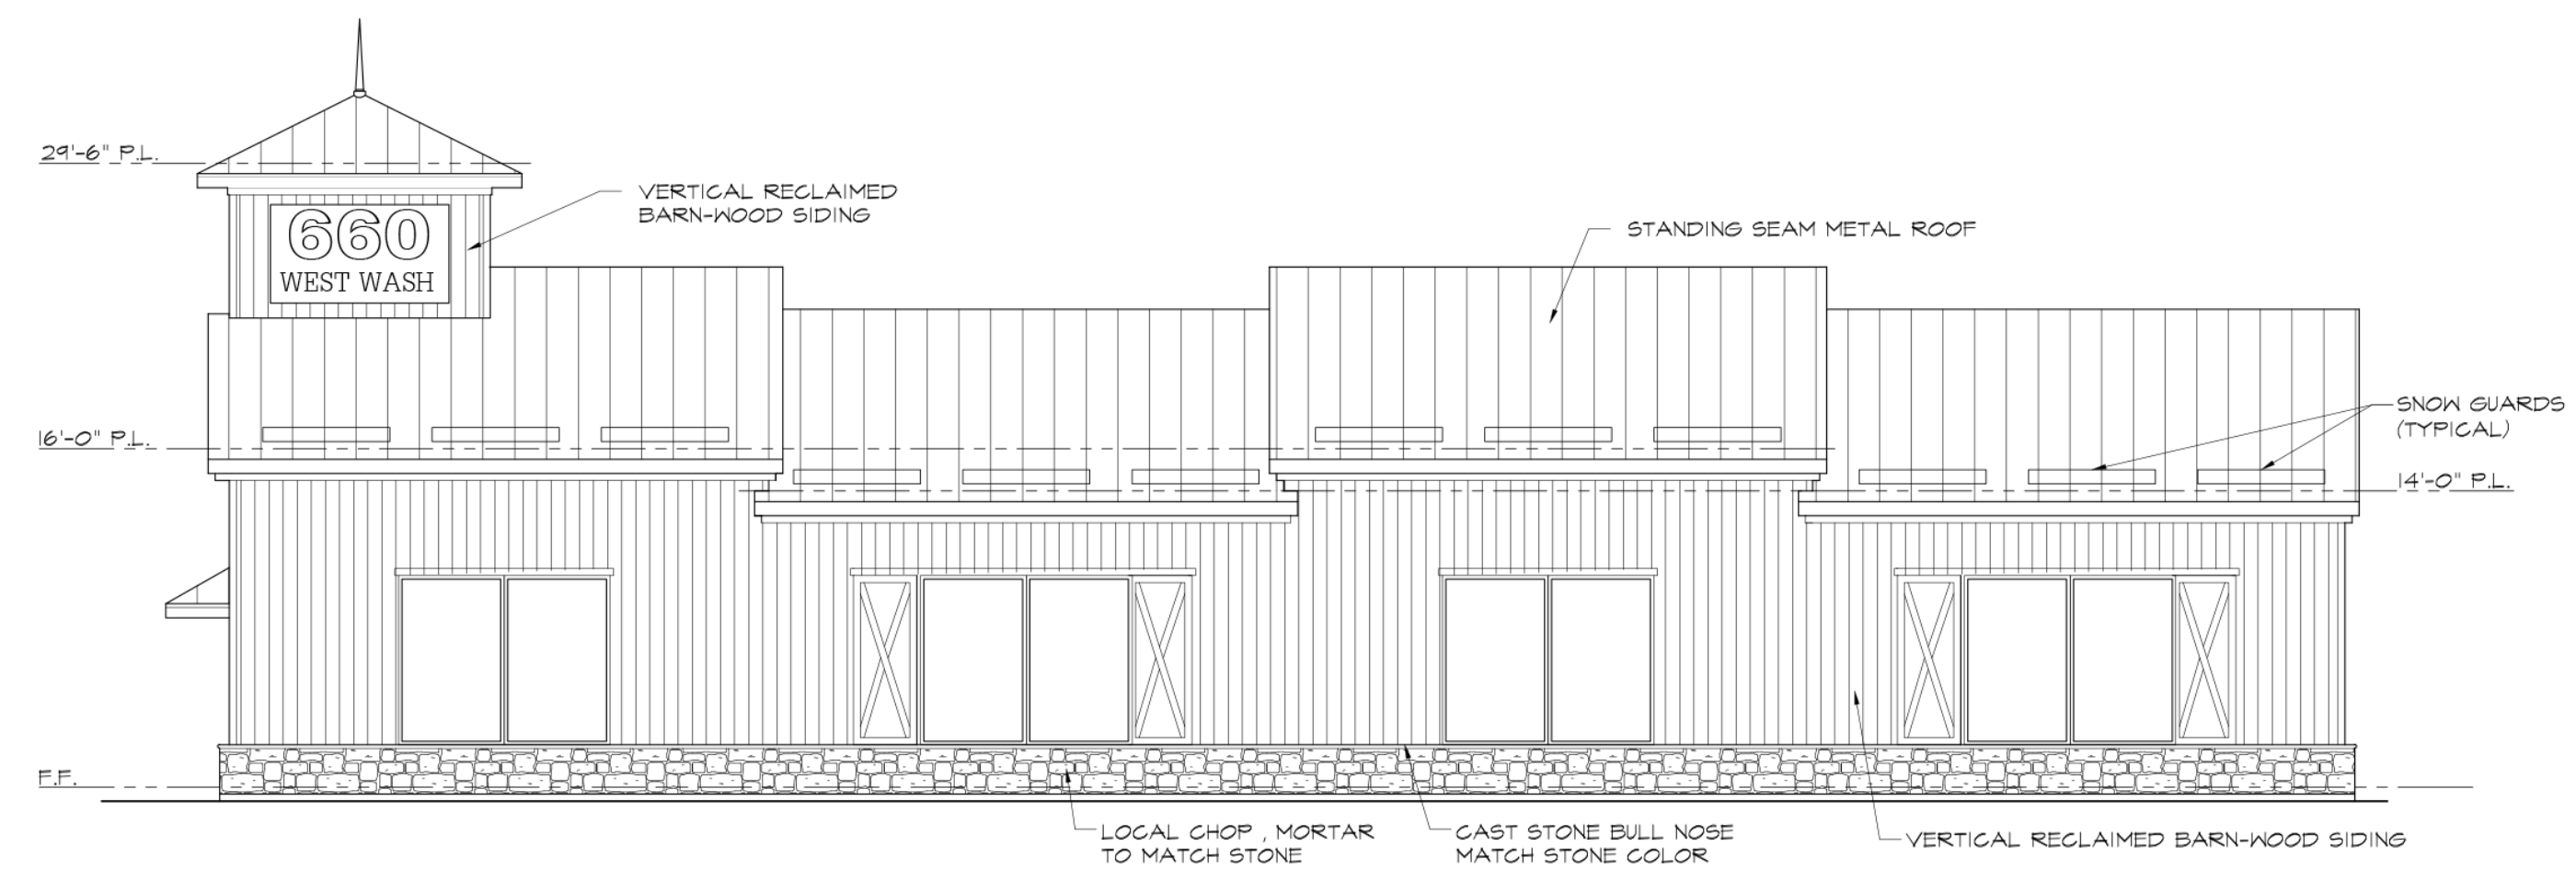 29'-6" P.L.
VERTICAL RECLAIMED
BARN-WOOD SIDING
660
WEST WASH
STANDING SEAM METAL ROOF
SNOW GUARDS
(TYPICAL)
16'-0" P.L.
14'-0" P.L.
F.F.
LOCAL CHOP , MORTAR
TO MATCH STONE
CAST STONE BULL NOSE
MATCH STONE COLOR
VERTICAL RECLAIMED BARN-WOOD SIDING